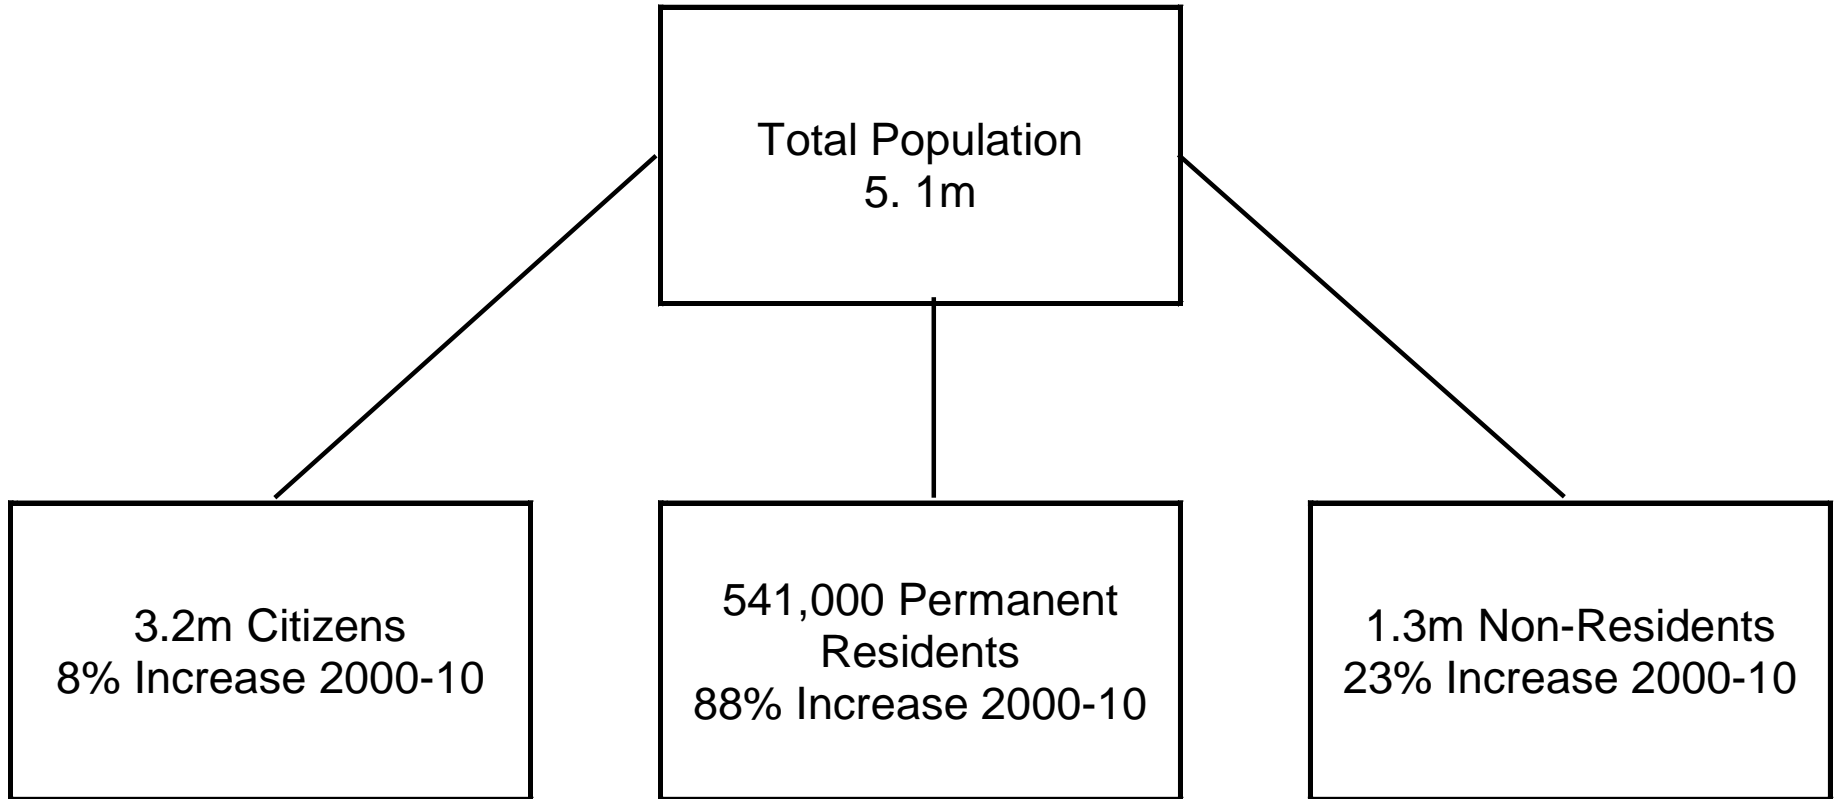 Total Population
5. 1m
3.2m Citizens
8% Increase 2000-10
541,000 Permanent
Residents
88% Increase 2000-10
1.3m Non-Residents
23% Increase 2000-10